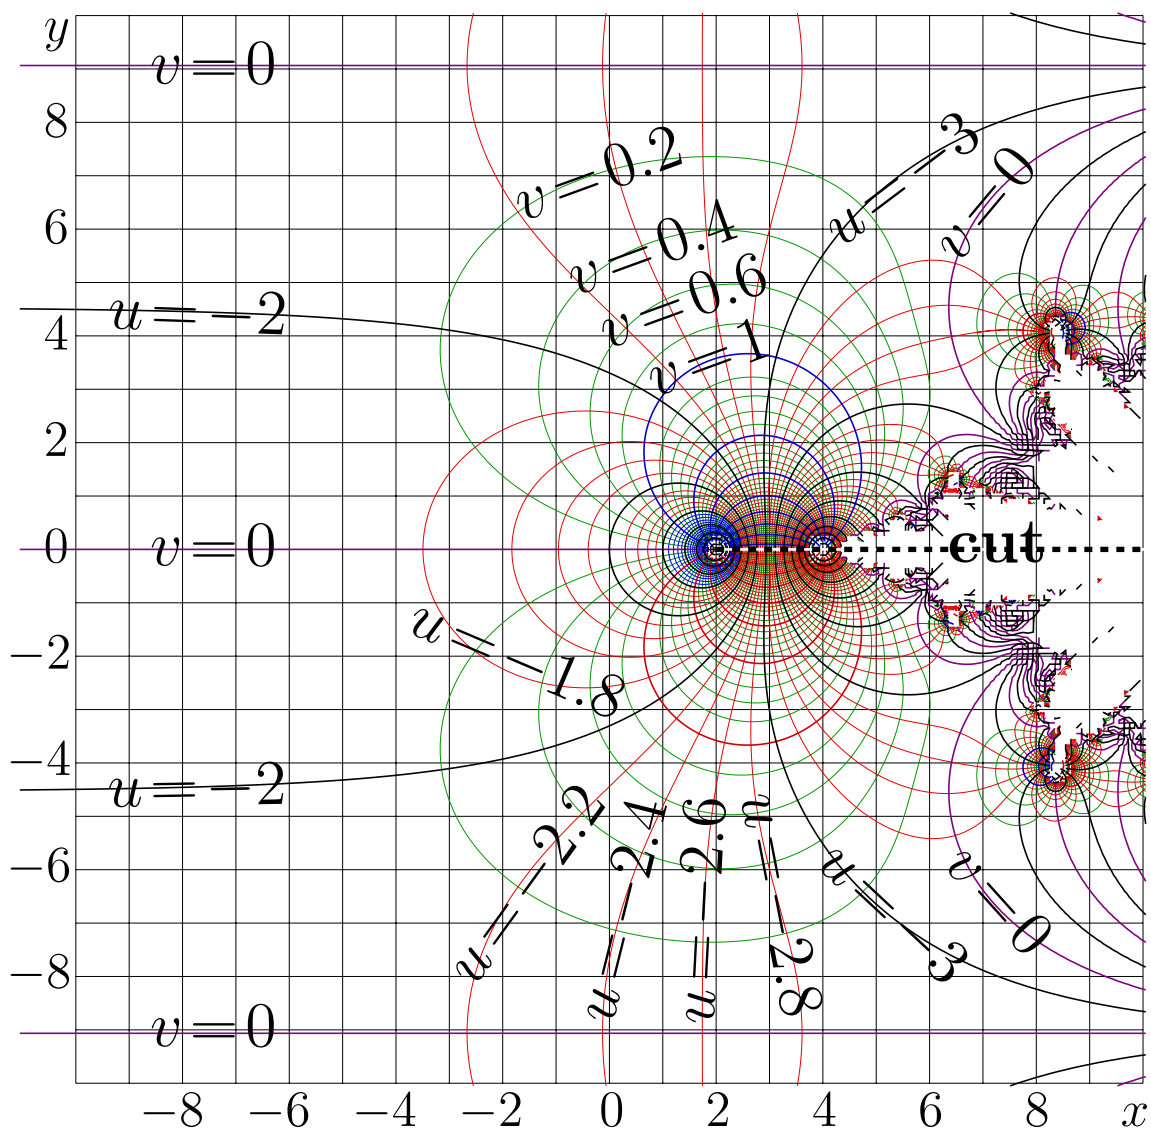 y
v=0
8
v=0.2
u=-3
v=0
6
v=0.4
v=0.6
u=-2
4
v=1
2
0
v=0
cut
u=-1.8
-2
-4
u=-2
u=-2.2
u=-2.4
u=-2.6
u=-2.8
u=-3
v=0
-6
-8
v=0
-8 -6 -4 -2 0 2 4 6 8 x